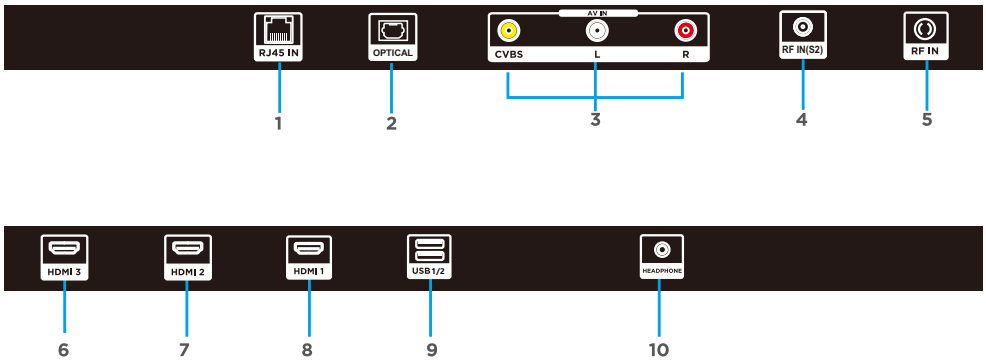 AV IN
RJ45 IN
OPTICAL
CVBS L R
RF IN(S2)
RF IN
1 2 3 4 5
HDMI 3
HDMI 2
HDMI 1
USB 1/2
HEADPHONE
6 7 8 9 10